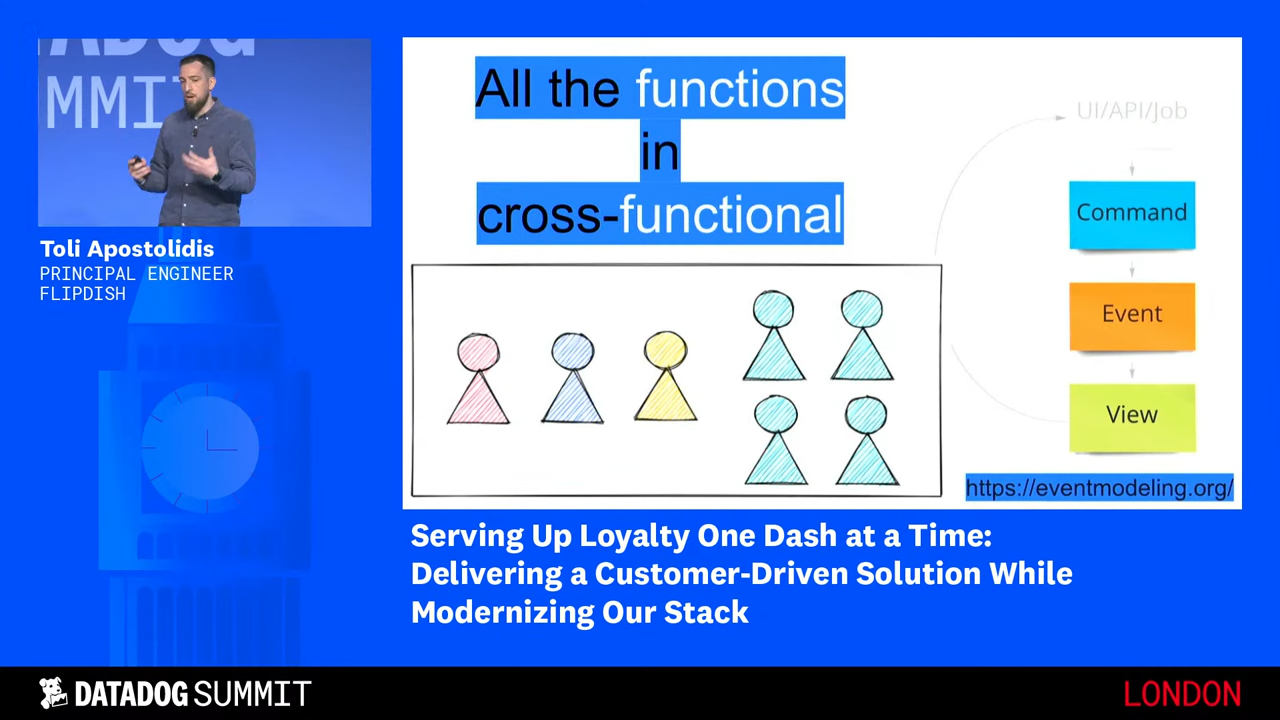 ADOG
MMI
Toli Apostolidis
PRINCIPAL ENGINEER
FLIPDISH
All the functions
in
cross-functional
UI/API/Job
Command
Event
View
https://eventmodeling.org/
Serving Up Loyalty One Dash at a Time:
Delivering a Customer-Driven Solution While
Modernizing Our Stack
DATADOG SUMMIT
LONDON